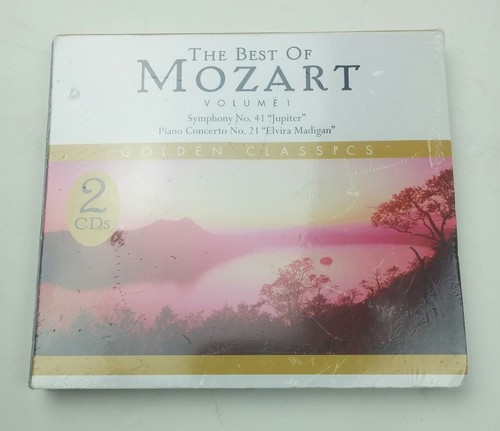 THE BEST OF
MOZART
VOLUME 1
Symphony No. 41 "Jupiter"
Piano Concerto No. 21 "Elvira Madigan"
GOLDEN CLASSICS
2
CDs